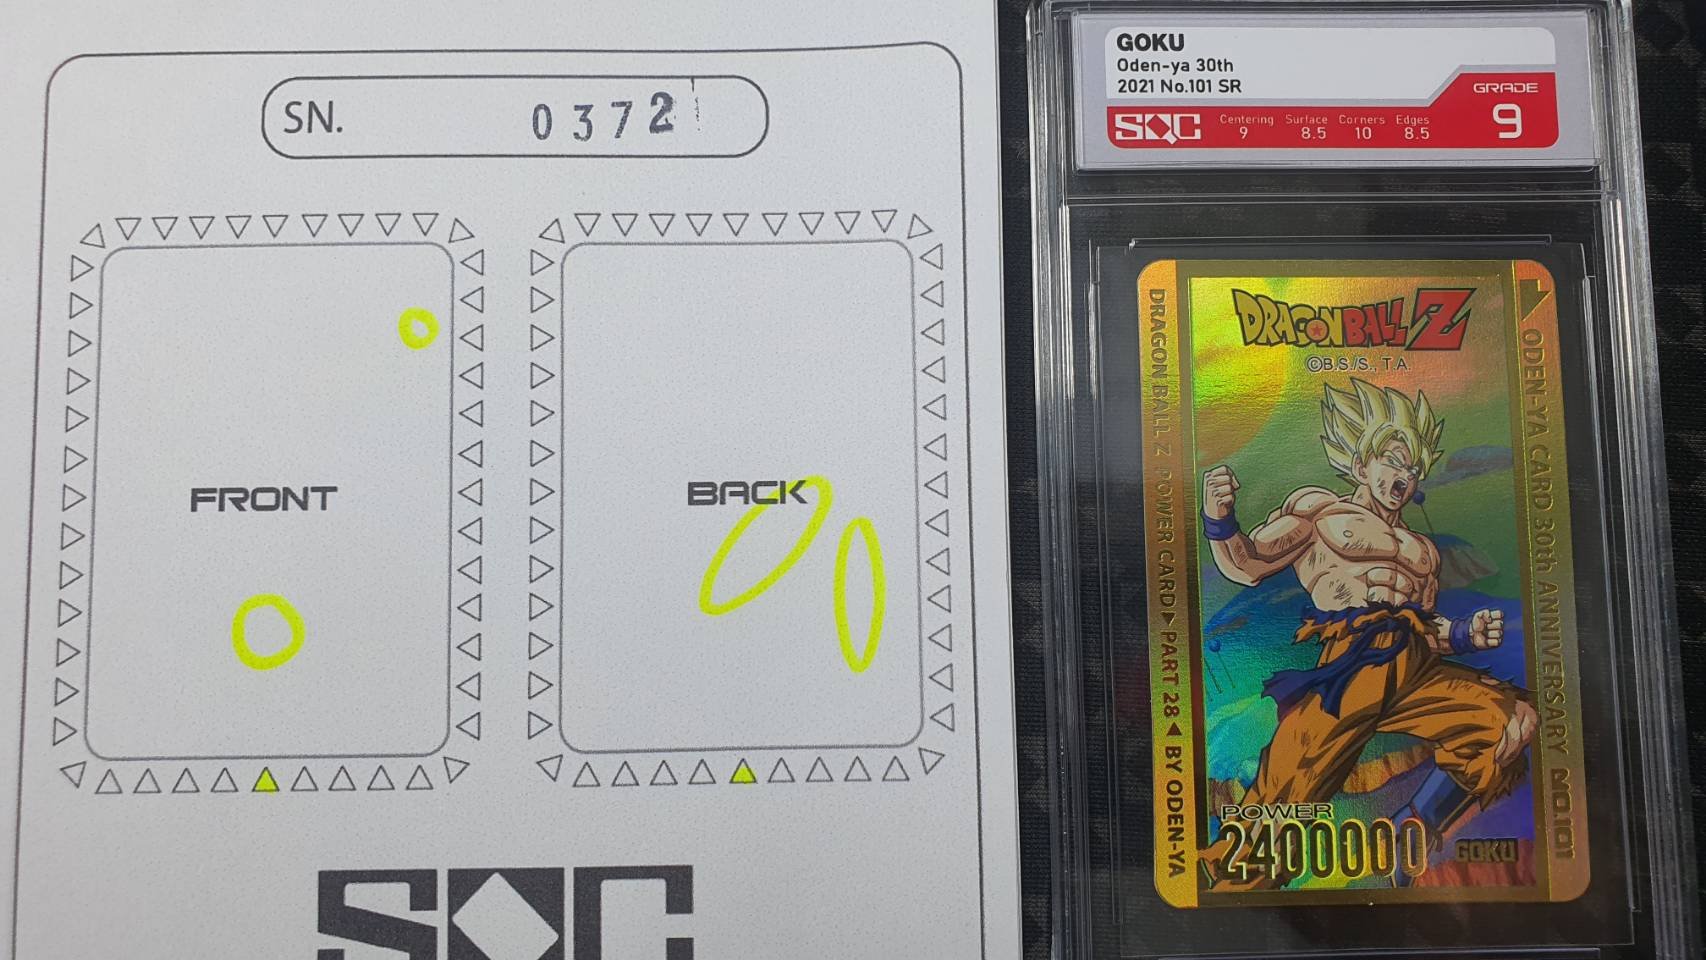 SN. 0372
FRONT
BACK
SQC
GOKU
Oden-ya 30th
2021 No.101 SR
GRADE
9
SQC
Centering Surface Corners Edges
9 8.5 10 8.5
DRAGON BALL Z
©B.S./S., T.A.
DRAGON BALL Z POWER CARD▶ PART 28◀ BY ODEN-YA
ODEN-YA CARD 30th ANNIVERSARY NO.101
POWER
2400000
GOKU